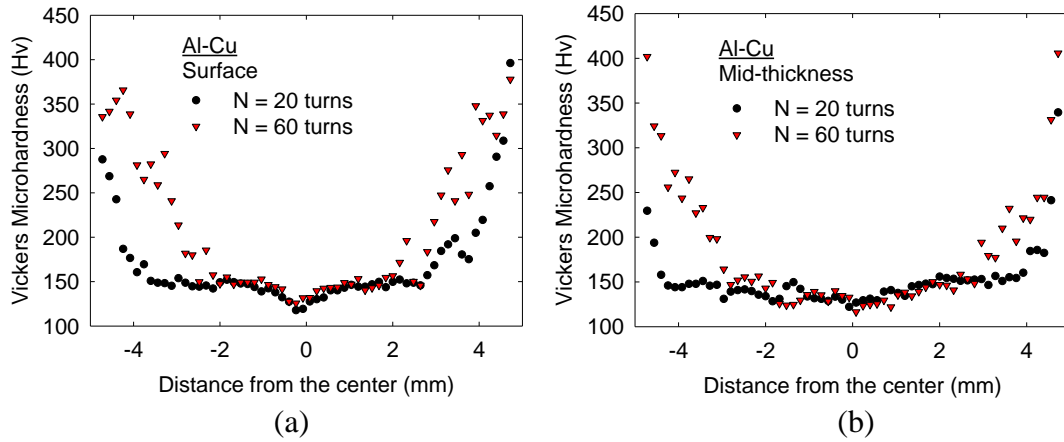 450
400
350
300
250
200
150
100
Vickers Microhardness (Hv)
Al-Cu
Surface
N = 20 turns
N = 60 turns
-4 -2 0 2 4
Distance from the center (mm)
(a)
450
400
350
300
250
200
150
100
Vickers Microhardness (Hv)
Al-Cu
Mid-thickness
N = 20 turns
N = 60 turns
-4 -2 0 2 4
Distance from the center (mm)
(b)